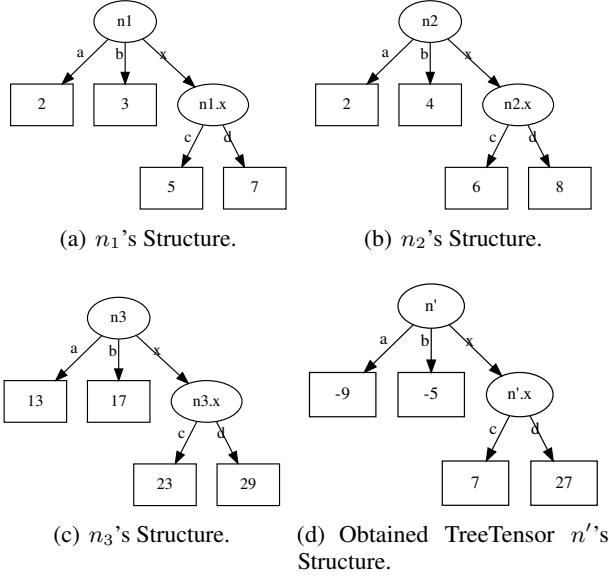 n1
a
b
x
2
3
n1.x
c
d
5
7
(a) n₁'s Structure.
n2
a
b
x
2
4
n2.x
c
d
6
8
(b) n₂'s Structure.
n3
a
b
x
13
17
n3.x
c
d
23
29
(c) n₃'s Structure.
n'
a
b
x
-9
-5
n'.x
c
d
7
27
(d) Obtained TreeTensor n′'s
Structure.